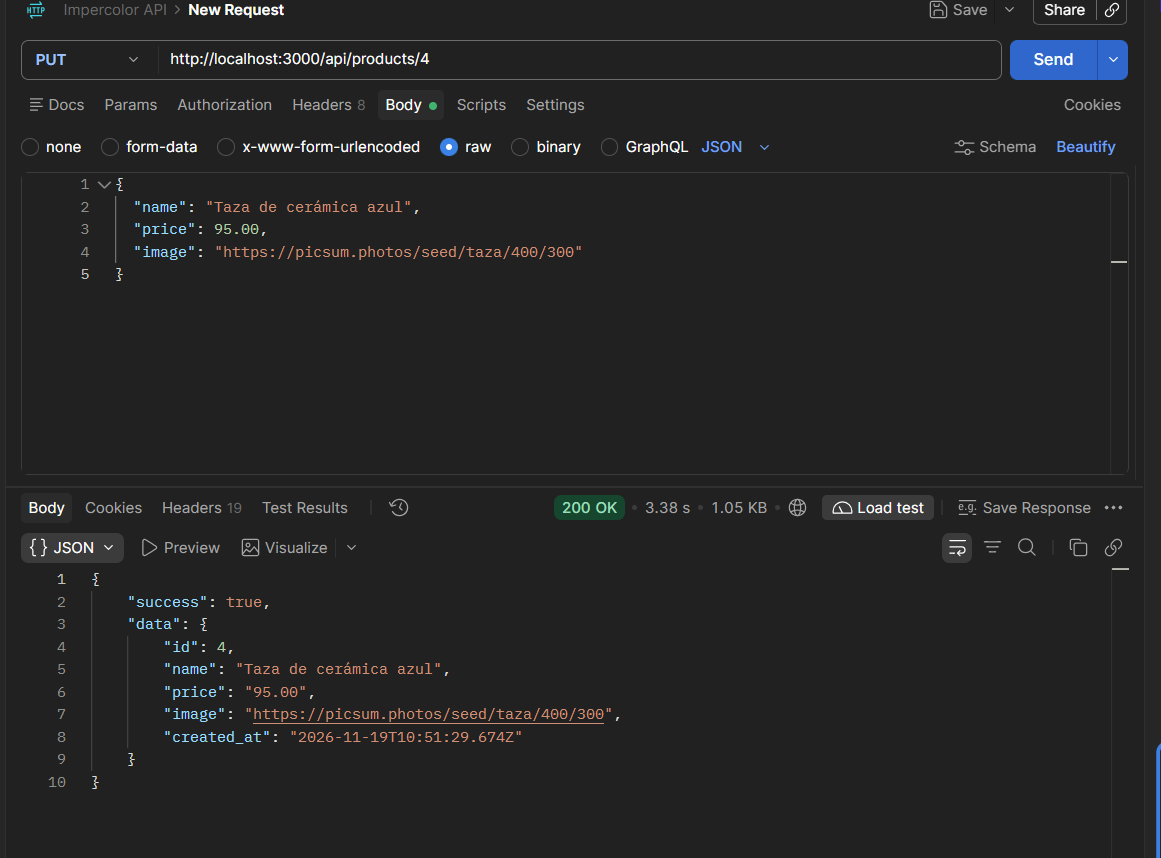 HTTP Impercolor API > New Request Save Share
PUT http://localhost:3000/api/products/4 Send
Docs Params Authorization Headers 8 Body Scripts Settings Cookies
none form-data x-www-form-urlencoded raw binary GraphQL JSON Schema Beautify
1 {
2 "name": "Taza de cerámica azul",
3 "price": 95.00,
4 "image": "https://picsum.photos/seed/taza/400/300"
5 }
Body Cookies Headers 19 Test Results 200 OK • 3.38 s • 1.05 KB • Load test e.g. Save Response
{} JSON Preview Visualize
1 {
2 "success": true,
3 "data": {
4 "id": 4,
5 "name": "Taza de cerámica azul",
6 "price": "95.00",
7 "image": "https://picsum.photos/seed/taza/400/300",
8 "created_at": "2026-11-19T10:51:29.674Z"
9 }
10 }